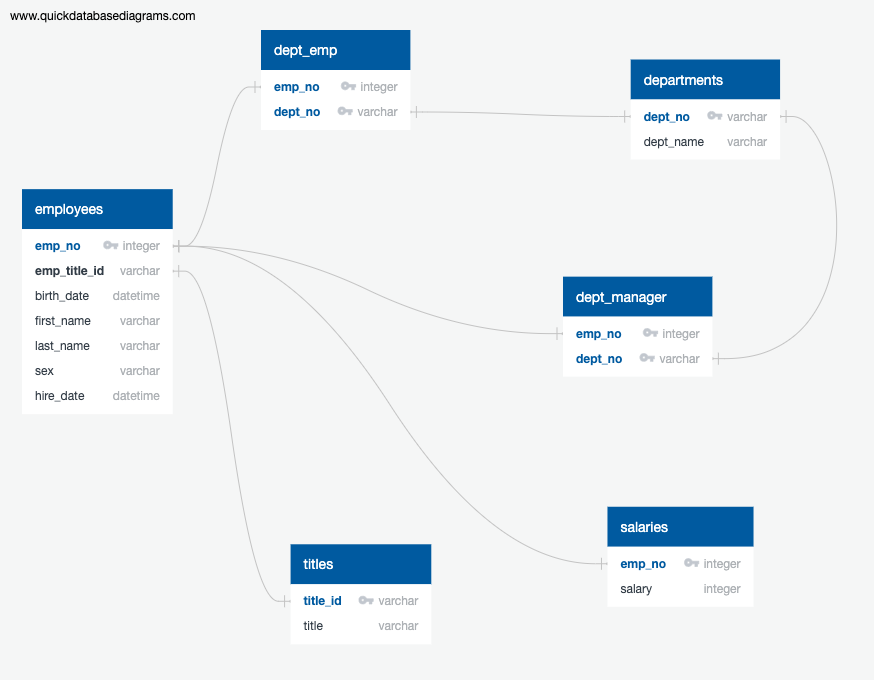 www.quickdatabasediagrams.com
dept_emp
emp_no integer
dept_no varchar
departments
dept_no varchar
dept_name varchar
employees
emp_no integer
emp_title_id varchar
birth_date datetime
first_name varchar
last_name varchar
sex varchar
hire_date datetime
dept_manager
emp_no integer
dept_no varchar
salaries
emp_no integer
salary integer
titles
title_id varchar
title varchar